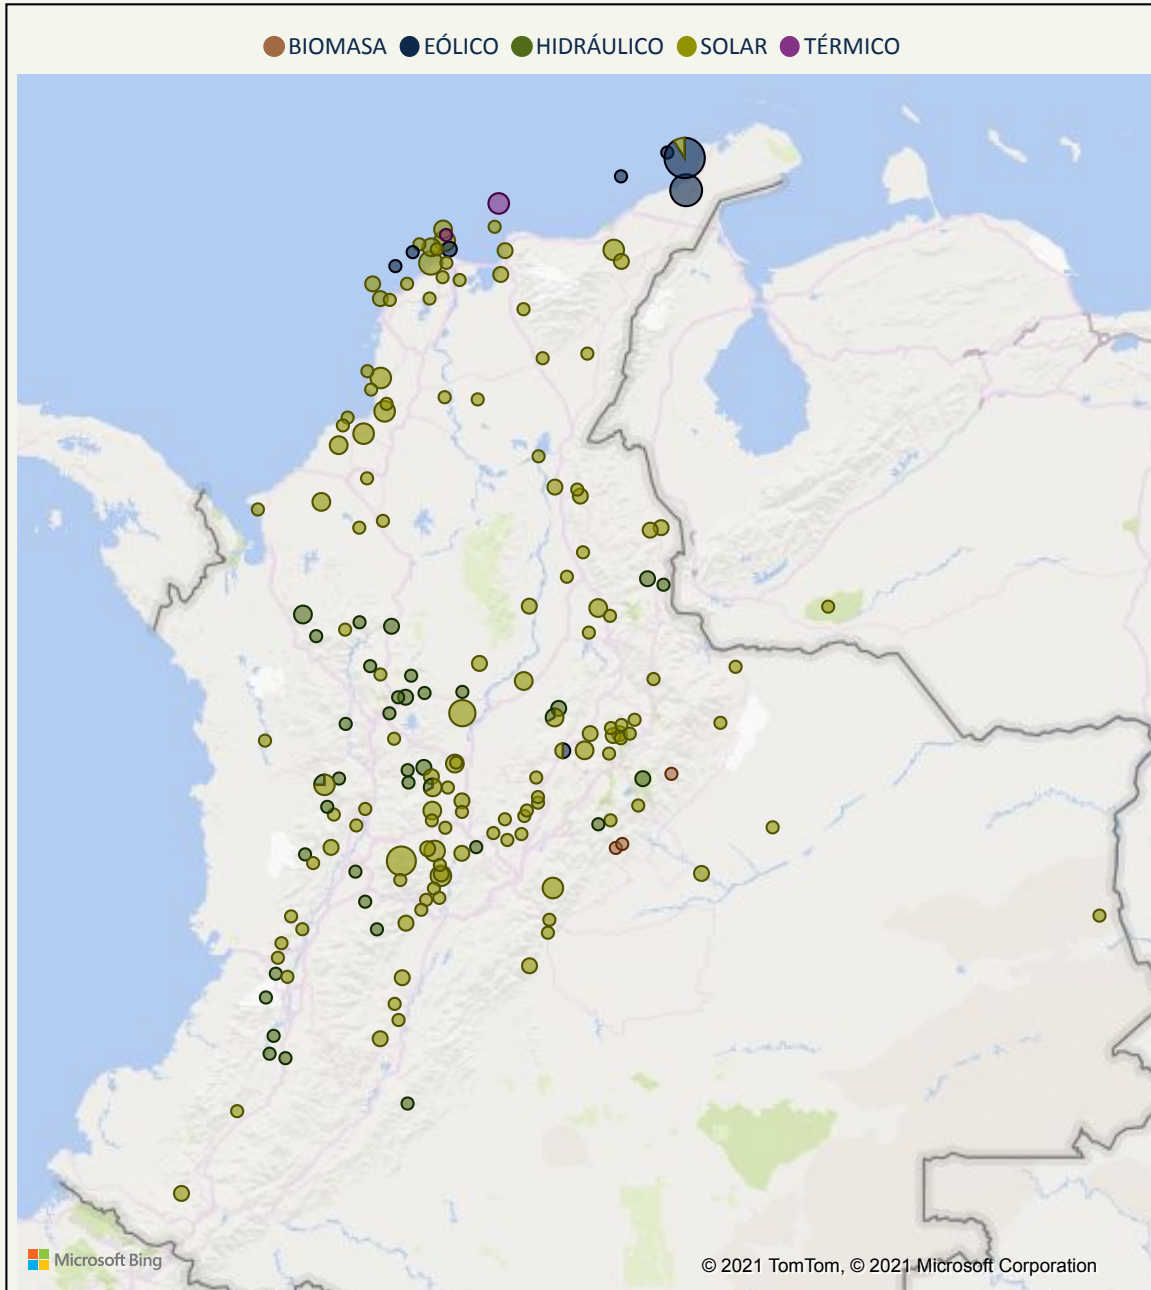 BIOMASA EÓLICO HIDRÁULICO SOLAR TÉRMICO
Microsoft Bing
© 2021 TomTom, © 2021 Microsoft Corporation